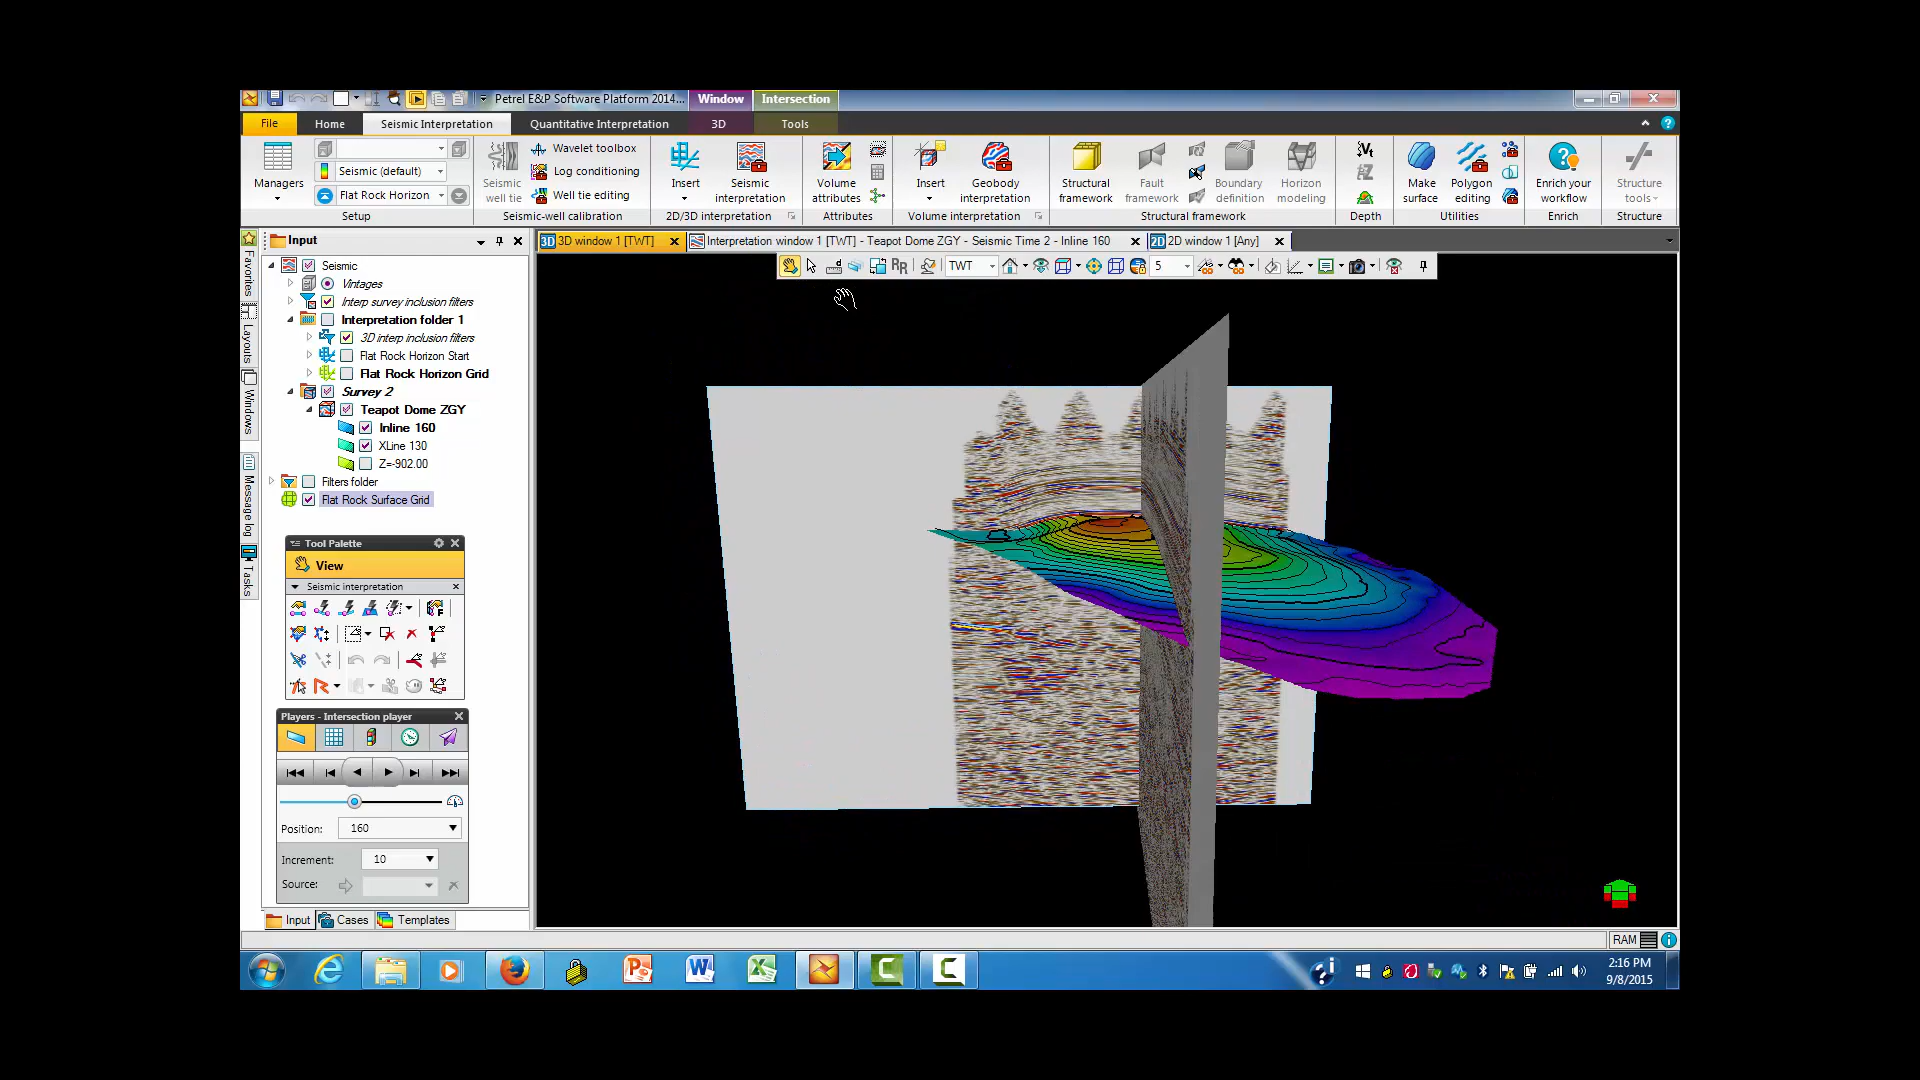 Petrel E&P Software Platform 2014...
Window
Intersection
File
Home
Seismic Interpretation
Quantitative Interpretation
3D
Tools
Managers
Seismic (default)
Flat Rock Horizon
Setup
Seismic well tie
Wavelet toolbox
Log conditioning
Well tie editing
Seismic-well calibration
Insert
Seismic interpretation
2D/3D interpretation
Volume attributes
Attributes
Insert
Geobody interpretation
Volume interpretation
Structural framework
Fault framework
Boundary definition
Horizon modeling
Structural framework
Depth
Make surface
Polygon editing
Utilities
Enrich your workflow
Enrich
Structure tools
Structure
Input
3D 3D window 1 [TWT]
Interpretation window 1 [TWT] - Teapot Dome ZGY - Seismic Time 2 - Inline 160
2D 2D window 1 [Any]
TWT
5
Favorites
Layouts
Windows
Message log
Tasks
Seismic
Vintages
Interp survey inclusion filters
Interpretation folder 1
3D interp inclusion filters
Flat Rock Horizon Start
Flat Rock Horizon Grid
Survey 2
Teapot Dome ZGY
Inline 160
XLine 130
Z=-902.00
Filters folder
Flat Rock Surface Grid
Tool Palette
View
Seismic interpretation
Players - Intersection player
Position: 160
Increment: 10
Source:
Input
Cases
Templates
RAM
2:16 PM
9/8/2015